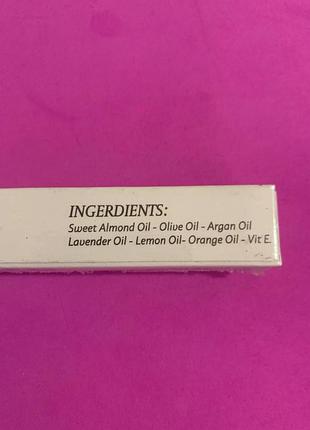 INGERDIENTS:
Sweet Almond Oil - Olive Oil - Argan Oil
Lavender Oil - Lemon Oil- Orange Oil - Vit E.